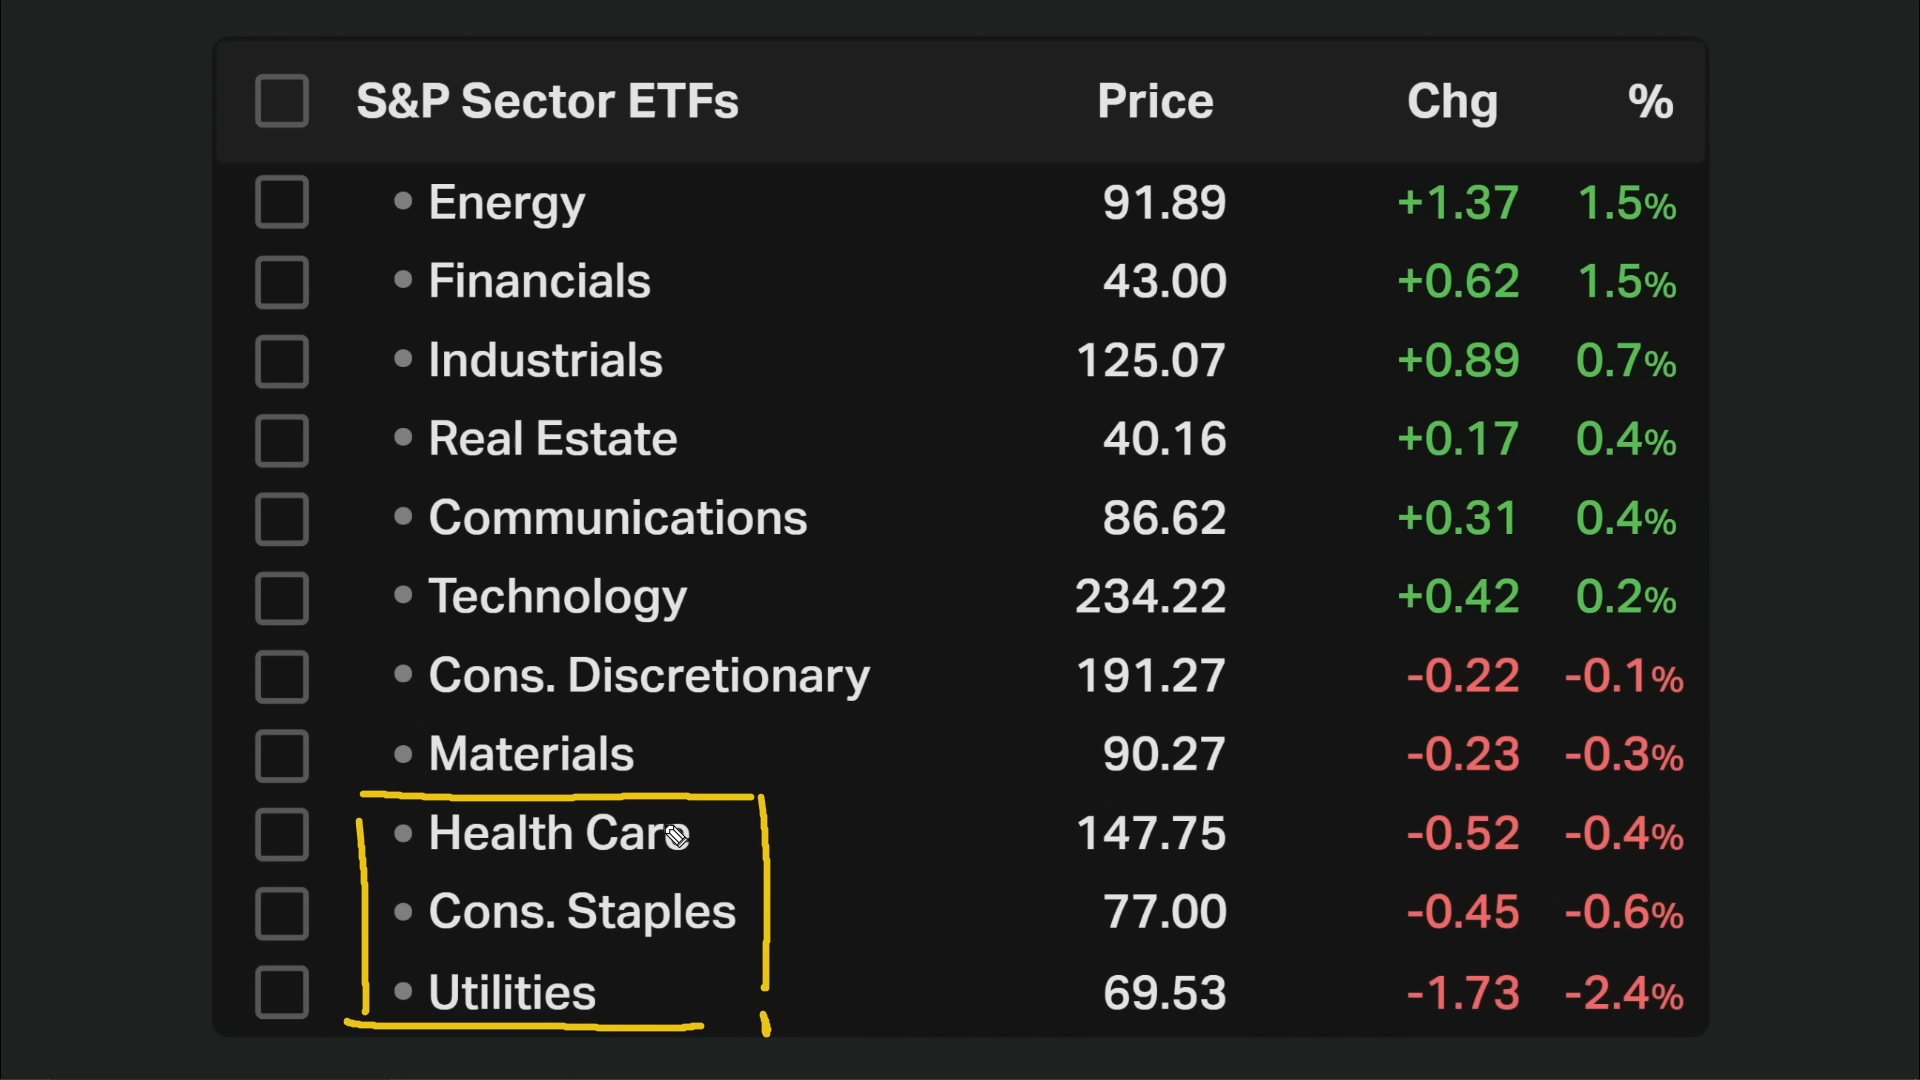 S&P Sector ETFs Price Chg %
• Energy 91.89 +1.37 1.5%
• Financials 43.00 +0.62 1.5%
• Industrials 125.07 +0.89 0.7%
• Real Estate 40.16 +0.17 0.4%
• Communications 86.62 +0.31 0.4%
• Technology 234.22 +0.42 0.2%
• Cons. Discretionary 191.27 -0.22 -0.1%
• Materials 90.27 -0.23 -0.3%
• Health Care 147.75 -0.52 -0.4%
• Cons. Staples 77.00 -0.45 -0.6%
• Utilities 69.53 -1.73 -2.4%